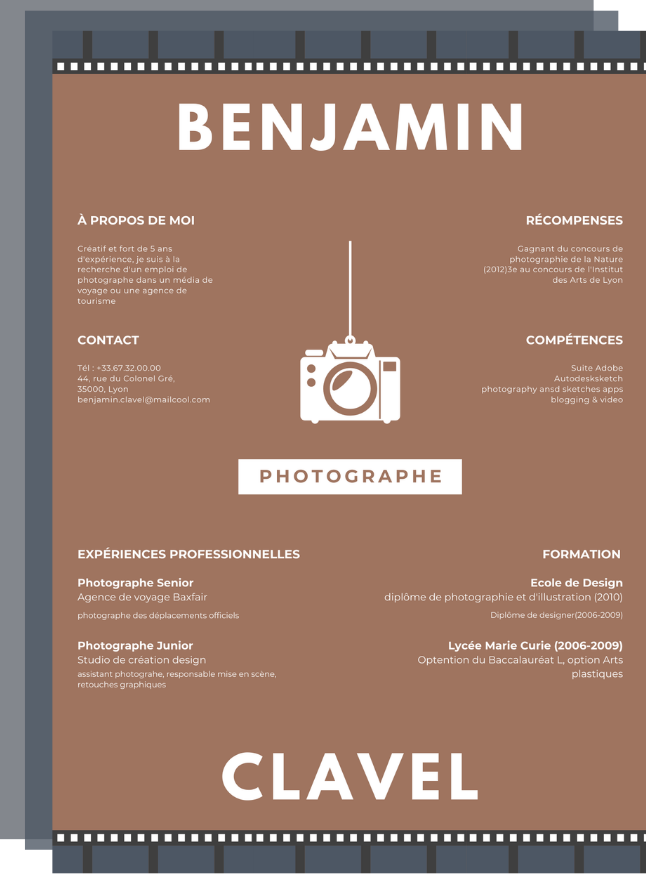 BENJAMIN
À PROPOS DE MOI
Créatif et fort de 5 ans
d'expérience, je suis à la
recherche d'un emploi de
photographe dans un média de
voyage ou une agence de
tourisme
RÉCOMPENSES
Gagnant du concours de
photographie de la Nature
(2012)3e au concours de l'Institut
des Arts de Lyon
CONTACT
Tél : +33.67.32.00.00
44, rue du Colonel Gré,
35000, Lyon
benjamin.clavel@mailcool.com
COMPÉTENCES
Suite Adobe
Autodesksketch
photography ansd sketches apps
blogging & video
PHOTOGRAPHE
EXPÉRIENCES PROFESSIONNELLES
Photographe Senior
Agence de voyage Baxfair
photographe des déplacements officiels
Photographe Junior
Studio de création design
assistant photograhe, responsable mise en scène,
retouches graphiques
FORMATION
Ecole de Design
diplôme de photographie et d'illustration (2010)
Diplôme de designer(2006-2009)
Lycée Marie Curie (2006-2009)
Optention du Baccalauréat L, option Arts
plastiques
CLAVEL